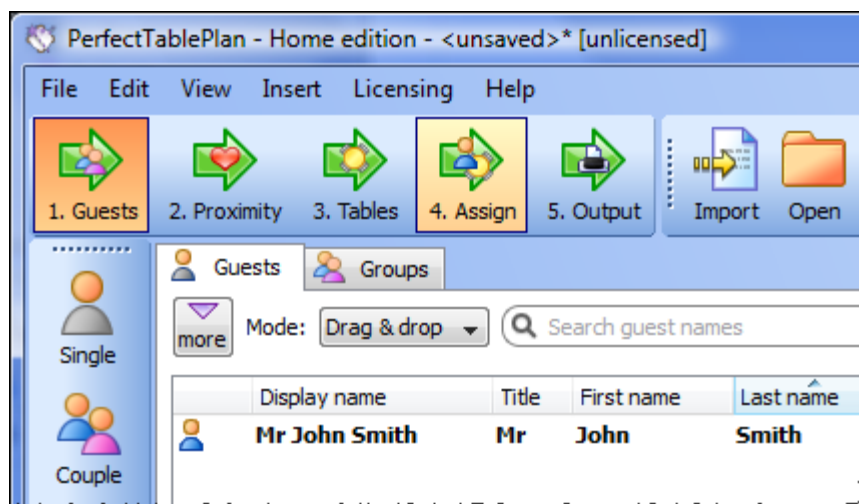 PerfectTablePlan - Home edition - <unsaved>* [unlicensed]
File Edit View Insert Licensing Help
1. Guests 2. Proximity 3. Tables 4. Assign 5. Output Import Open
Guests Groups
more Mode: Drag & drop Search guest names
Single
Display name Title First name Last name
Mr John Smith Mr John Smith
Couple